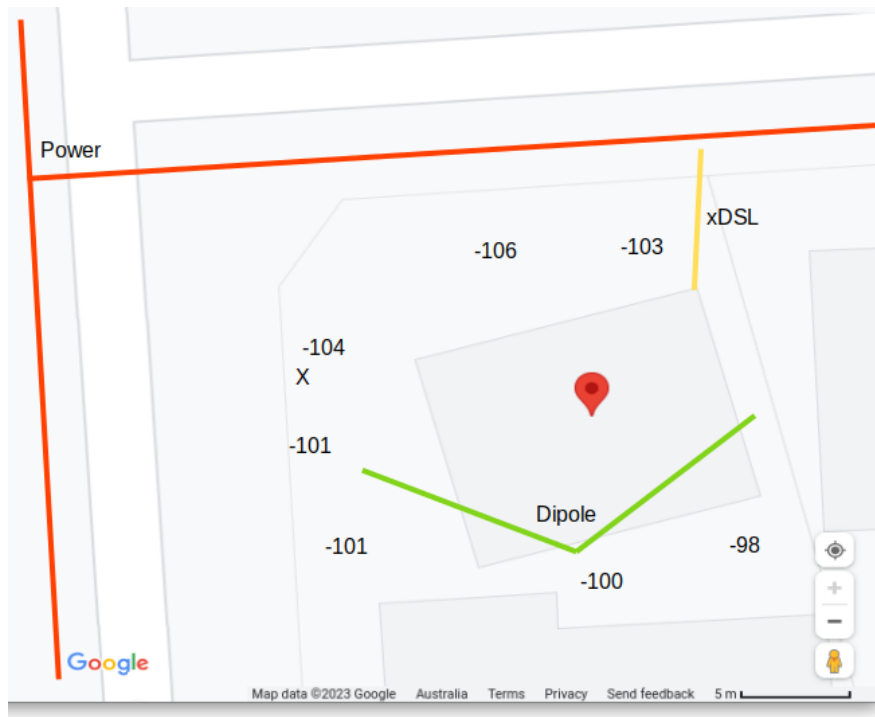 Power
xDSL
-106
-103
-104
X
-101
Dipole
-101
-98
-100
+
−
Google
Map data ©2023 Google Australia Terms Privacy Send feedback 5 m